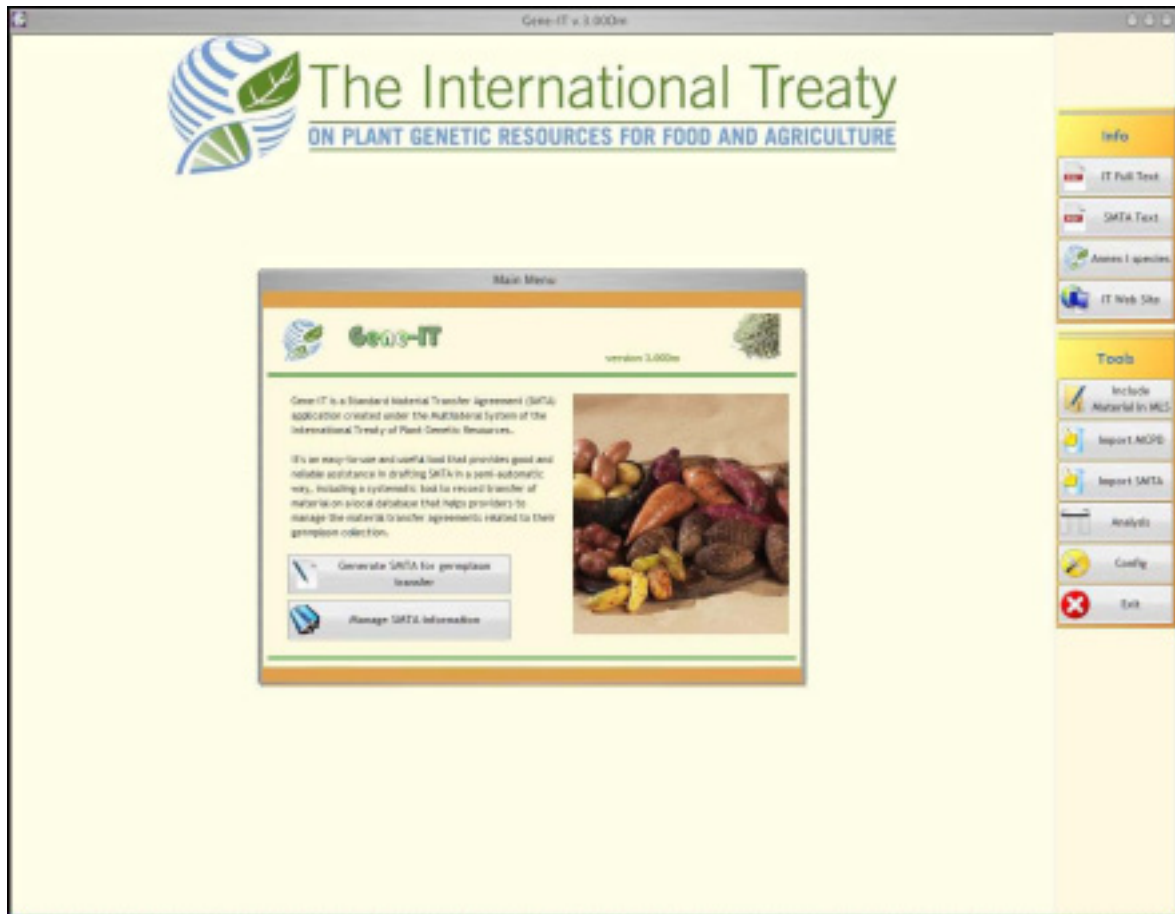 Gene-IT v.3.000m
The International Treaty
ON PLANT GENETIC RESOURCES FOR FOOD AND AGRICULTURE
Main Menu
Gene-IT
version 3.000m
Gene-IT is a Standard Material Transfer Agreement (SMTA)
application created under the Multilateral System of the
International Treaty of Plant Genetic Resources.
It's an easy-to-use and useful tool that provides good and
reliable assistance in drafting SMTA in a semi-automatic
way, including a systematic tool to record transfer of
material on a local database that helps providers to
manage the material transfer agreements related to their
germplasm collection.
Generate SMTA for germplasm
transfer
Manage SMTA information
Info
IT Full Text
SMTA Text
Annex I species
IT Web Site
Tools
Include
Material in MLS
Import MCPD
Import SMTA
Analysis
Config
Exit